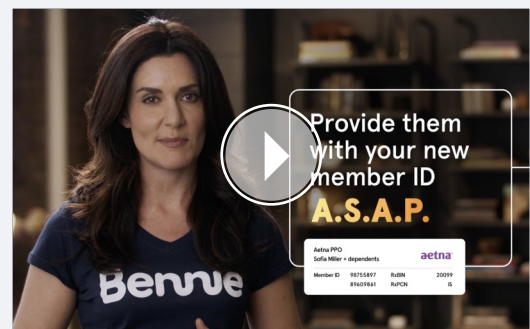 Provide them
with your new
member ID
A.S.A.P.
Aetna PPO
Sofia Miller + dependents
aetna
Member ID 98755897 RxBIN 20099
89609861 RxPCN IS
Bennie